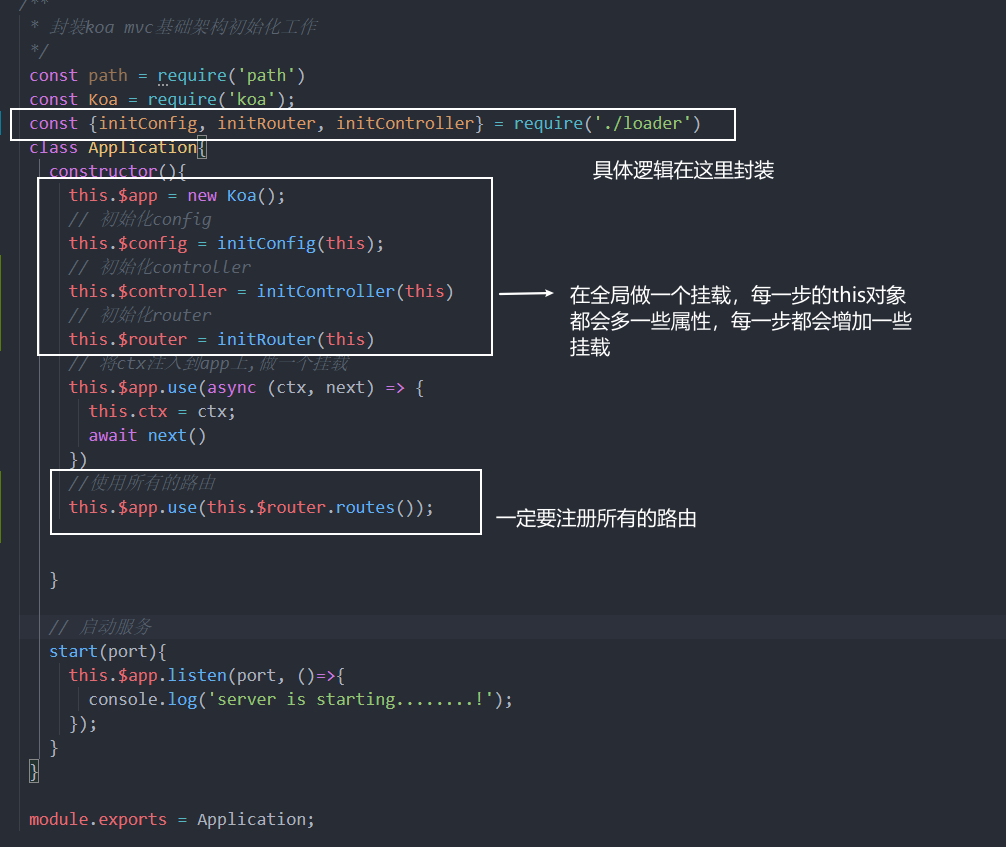 /**
* 封装koa mvc基础架构初始化工作
*/
const path = require('path')
const Koa = require('koa');
const {initConfig, initRouter, initController} = require('./loader')
class Application{
具体逻辑在这里封装
constructor(){
this.$app = new Koa();
// 初始化config
this.$config = initConfig(this);
// 初始化controller
this.$controller = initController(this)
// 初始化router
this.$router = initRouter(this)
在全局做一个挂载，每一步的this对象
都会多一些属性，每一步都会增加一些
挂载
// 将ctx注入到app上,做一个挂载
this.$app.use(async (ctx, next) => {
this.ctx = ctx;
await next()
})
//使用所有的路由
this.$app.use(this.$router.routes());
一定要注册所有的路由
}
// 启动服务
start(port){
this.$app.listen(port, ()=>{
console.log('server is starting........!');
});
}
}
module.exports = Application;